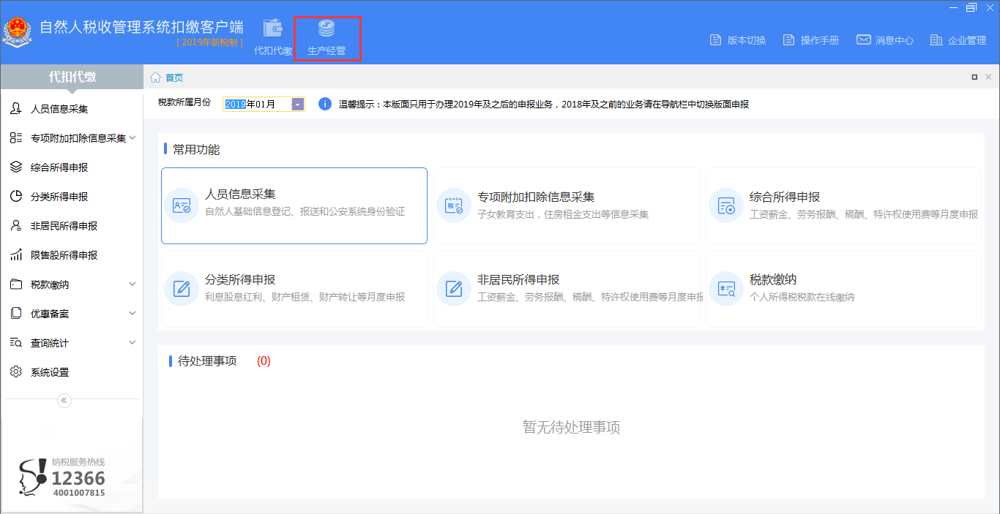 自然人税收管理系统扣缴客户端
[ 2019年新税制 ]
代扣代缴
生产经营
版本切换
操作手册
消息中心
企业管理
代扣代缴
首页
人员信息采集
专项附加扣除信息采集
综合所得申报
分类所得申报
非居民所得申报
限售股所得申报
税款缴纳
优惠备案
查询统计
系统设置
纳税服务热线
12366
4001007815
税款所属月份
2019年01月
温馨提示：本版面只用于办理2019年及之后的申报业务，2018年及之前的业务请在导航栏中切换版面申报
常用功能
人员信息采集
自然人基础信息登记、报送和公安系统身份验证
专项附加扣除信息采集
子女教育支出，住房租金支出等信息采集
综合所得申报
工资薪金、劳务报酬、稿酬、特许权使用费等月度申报
分类所得申报
利息股息红利、财产租赁、财产转让等月度申报
非居民所得申报
工资薪金、劳务报酬、稿酬、特许权使用费等月度申报
税款缴纳
个人所得税税款在线缴纳
待处理事项 (0)
暂无待处理事项